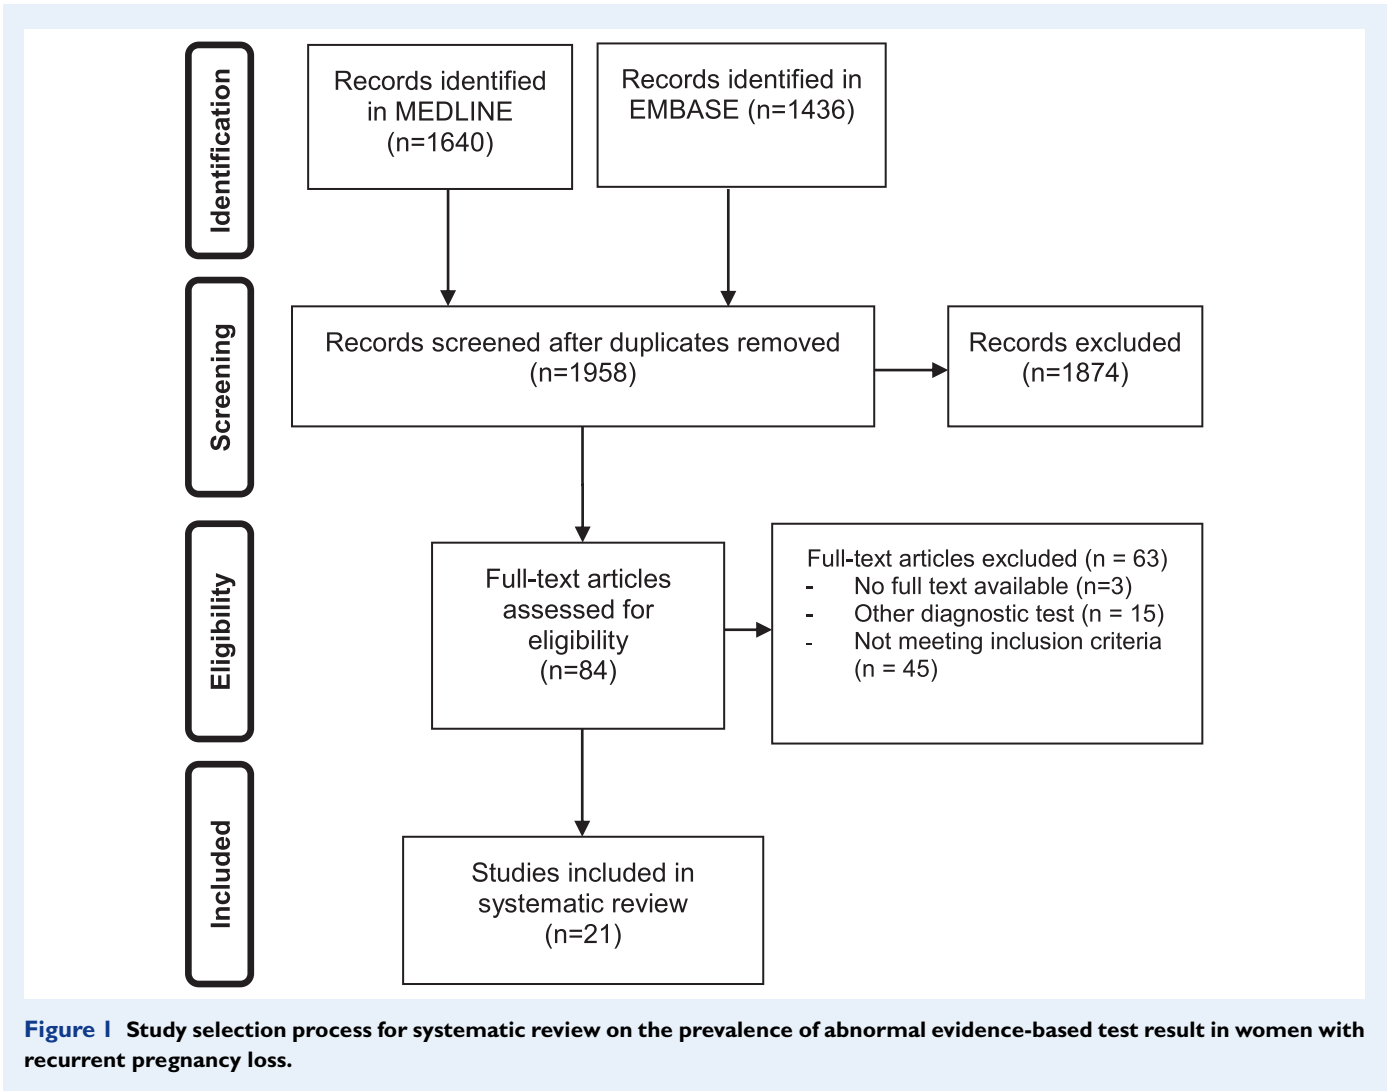 Identification
Records identified
in MEDLINE
(n=1640)
Records identified in
EMBASE (n=1436)
Screening
Records screened after duplicates removed
(n=1958)
Records excluded
(n=1874)
Eligibility
Full-text articles
assessed for
eligibility
(n=84)
Full-text articles excluded (n = 63)
- No full text available (n=3)
- Other diagnostic test (n = 15)
- Not meeting inclusion criteria
(n = 45)
Included
Studies included in
systematic review
(n=21)
Figure 1 Study selection process for systematic review on the prevalence of abnormal evidence-based test result in women with
recurrent pregnancy loss.